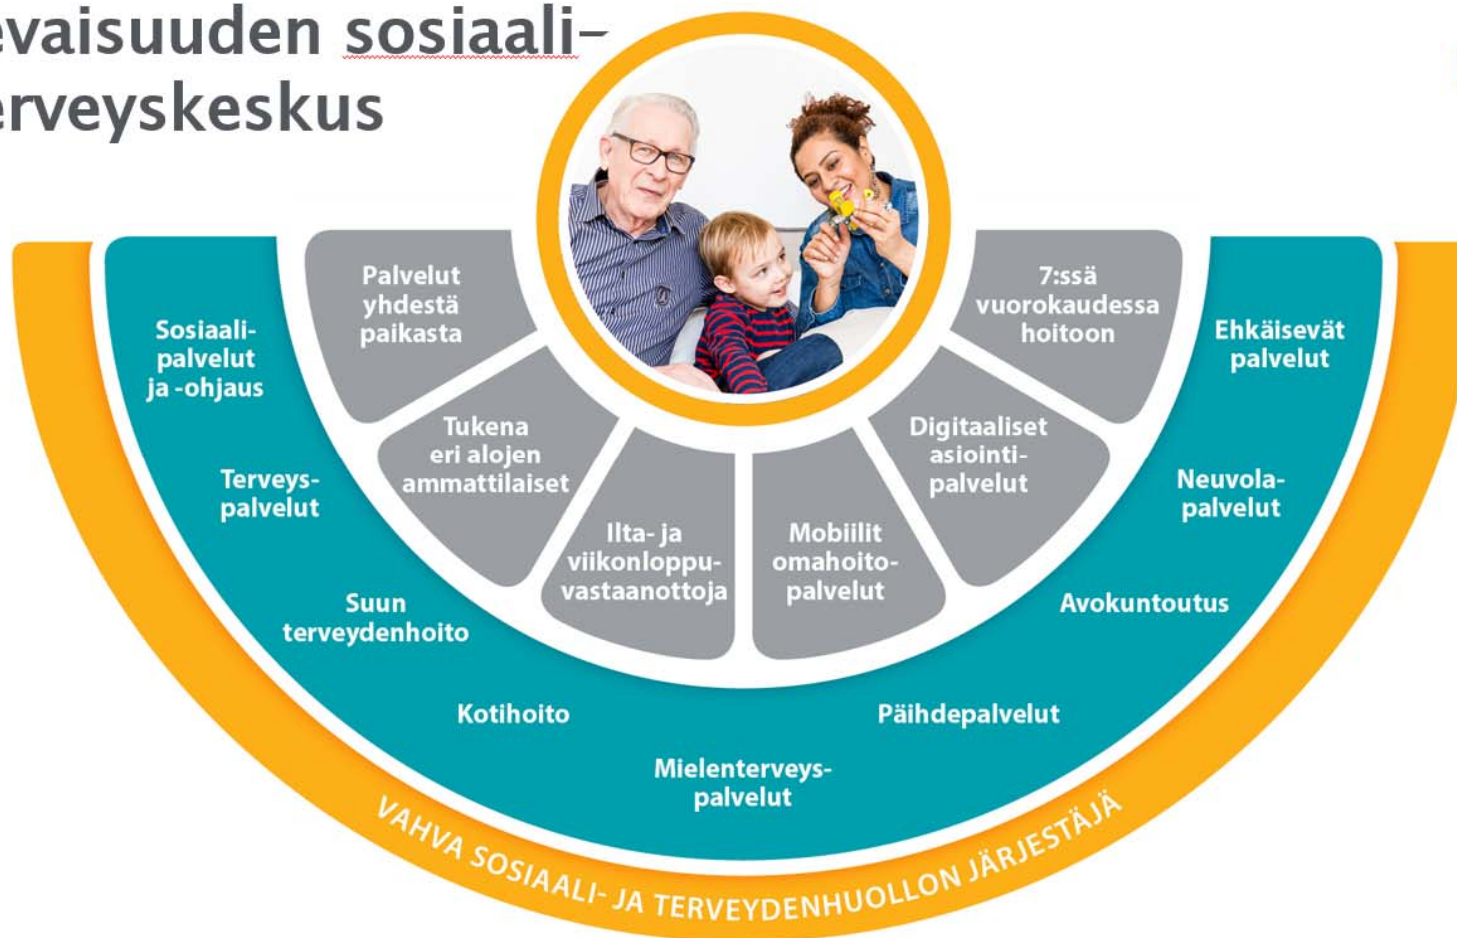 evaisuuden sosiaali-
erveyskeskus
Palvelut
yhdestä
paikasta
Tukena
eri alojen
ammattilaiset
Ilta- ja
viikonloppu-
vastaanottoja
Mobiilit
omahoito-
palvelut
Digitaaliset
asiointi-
palvelut
7:ssä
vuorokaudessa
hoitoon
Sosiaali-
palvelut
ja -ohjaus
Terveys-
palvelut
Suun
terveydenhoito
Kotihoito
Mielenterveys-
palvelut
Päihdepalvelut
Avokuntoutus
Neuvola-
palvelut
Ehkäisevät
palvelut
VAHVA SOSIAALI- JA TERVEYDENHUOLLON JÄRJESTÄJÄ